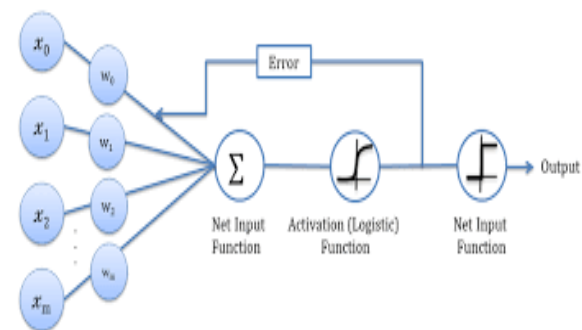 x₀
w₀
Error
x₁
w₁
Σ
Output
x₂
w₂
Net Input
Function
Activation (Logistic)
Function
Net Input
Function
xₘ
wₘ